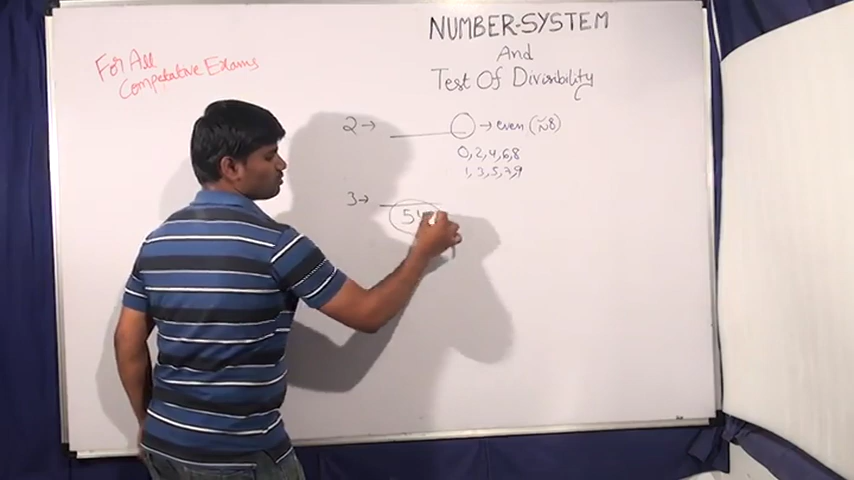 For All
Competative Exams
NUMBER-SYSTEM
And
Test Of Divisibility
2→ → even
0,2,4,6,8
1,3,5,7,9
3→